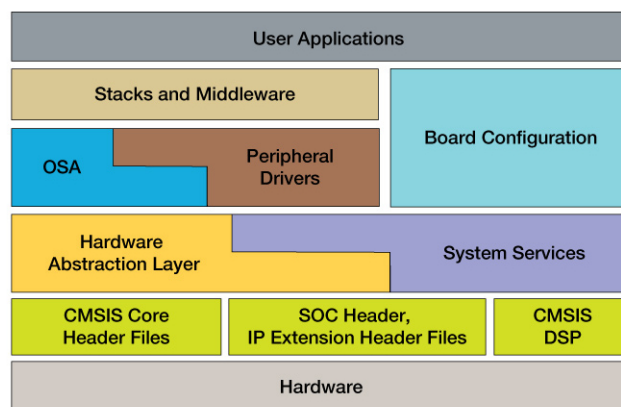 User Applications
Stacks and Middleware
Board Configuration
OSA
Peripheral
Drivers
Hardware
Abstraction Layer
System Services
CMSIS Core
Header Files
SOC Header,
IP Extension Header Files
CMSIS
DSP
Hardware